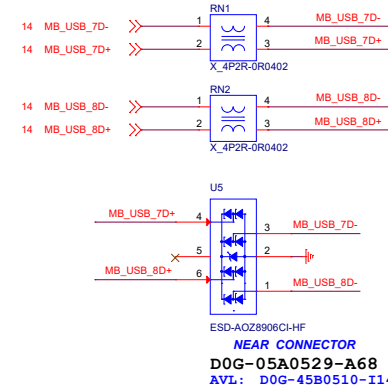 RN1
14 MB_USB_7D- 1 4 MB_USB_7D-
14 MB_USB_7D+ 2 3 MB_USB_7D+
X_4P2R-0R0402
RN2
14 MB_USB_8D- 1 4 MB_USB_8D-
14 MB_USB_8D+ 2 3 MB_USB_8D+
X_4P2R-0R0402
U5
MB_USB_7D+ 4
3 MB_USB_7D-
5 2
MB_USB_8D+ 6
1 MB_USB_8D-
ESD-AOZ8906CI-HF
NEAR CONNECTOR
D0G-05A0529-A68
AVL: D0G-45B0510-I14